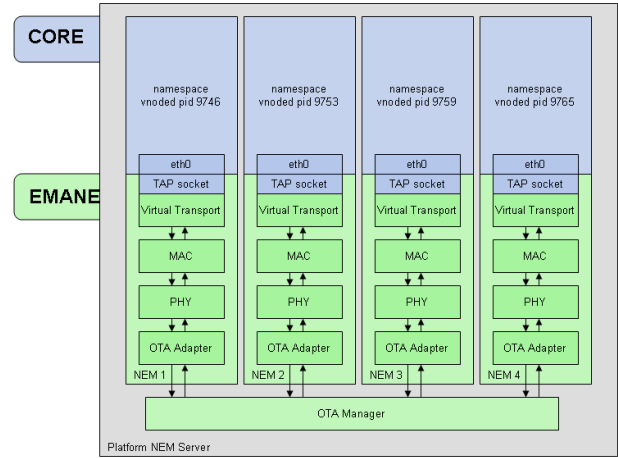 CORE
namespace
vnoded pid 9746
namespace
vnoded pid 9753
namespace
vnoded pid 9759
namespace
vnoded pid 9765
eth0
eth0
eth0
eth0
EMANE
TAP socket
TAP socket
TAP socket
TAP socket
Virtual Transport
Virtual Transport
Virtual Transport
Virtual Transport
MAC
MAC
MAC
MAC
PHY
PHY
PHY
PHY
OTA Adapter
OTA Adapter
OTA Adapter
OTA Adapter
NEM 1
NEM 2
NEM 3
NEM 4
OTA Manager
Platform NEM Server